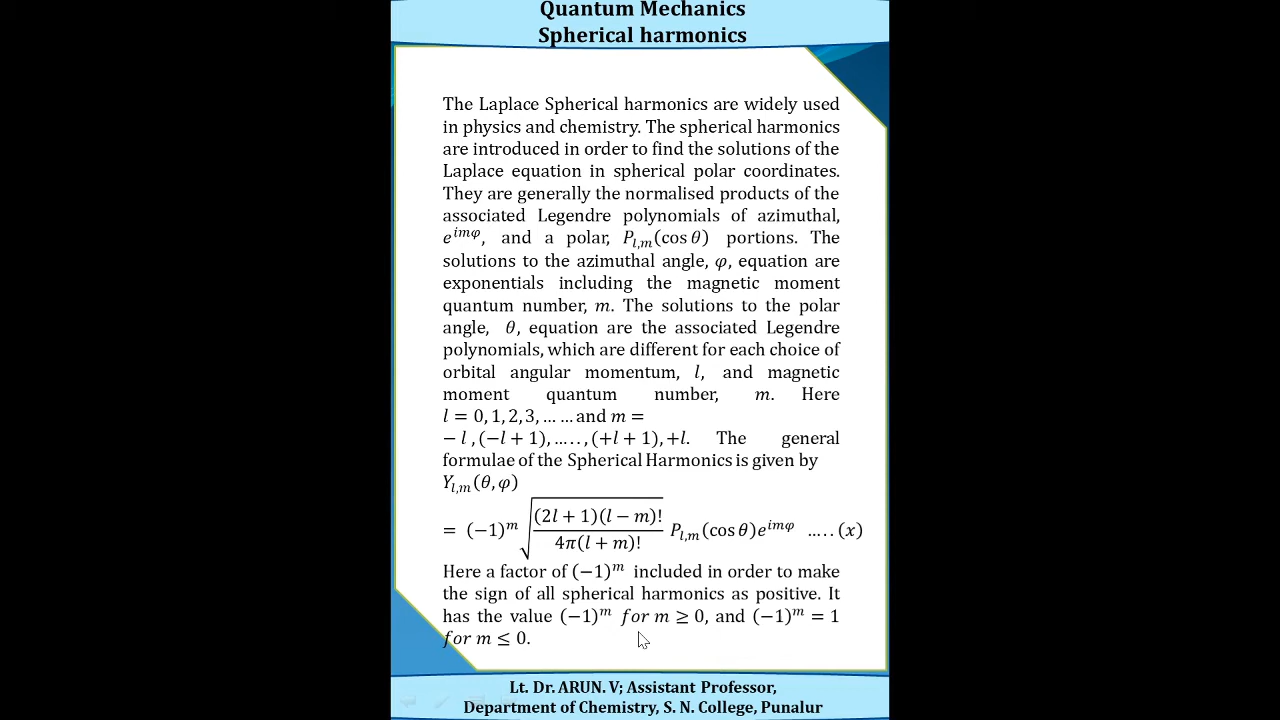 Quantum Mechanics
Spherical harmonics
The Laplace Spherical harmonics are widely used
in physics and chemistry. The spherical harmonics
are introduced in order to find the solutions of the
Laplace equation in spherical polar coordinates.
They are generally the normalised products of the
associated Legendre polynomials of azimuthal,
𝑒^{𝑖𝑚𝜑}, and a polar, 𝑃_{𝑙,𝑚}(cos 𝜃) portions. The
solutions to the azimuthal angle, 𝜑, equation are
exponentials including the magnetic moment
quantum number, 𝑚. The solutions to the polar
angle, 𝜃, equation are the associated Legendre
polynomials, which are different for each choice of
orbital angular momentum, 𝑙, and magnetic
moment quantum number, 𝑚. Here
𝑙 = 0, 1, 2, 3, … … and 𝑚 =
− 𝑙 , (−𝑙 + 1), … . . , (+𝑙 + 1), +𝑙. The general
formulae of the Spherical Harmonics is given by
𝑌_{𝑙,𝑚}(𝜃, 𝜑)
= (−1)^𝑚 √((2𝑙 + 1)(𝑙 − 𝑚)! / 4𝜋(𝑙 + 𝑚)!) 𝑃_{𝑙,𝑚}(cos 𝜃)𝑒^{𝑖𝑚𝜑} … . . (𝑥)
Here a factor of (−1)^𝑚 included in order to make
the sign of all spherical harmonics as positive. It
has the value (−1)^𝑚 𝑓𝑜𝑟 𝑚 ≥ 0, and (−1)^𝑚 = 1
𝑓𝑜𝑟 𝑚 ≤ 0.
Lt. Dr. ARUN. V; Assistant Professor,
Department of Chemistry, S. N. College, Punalur